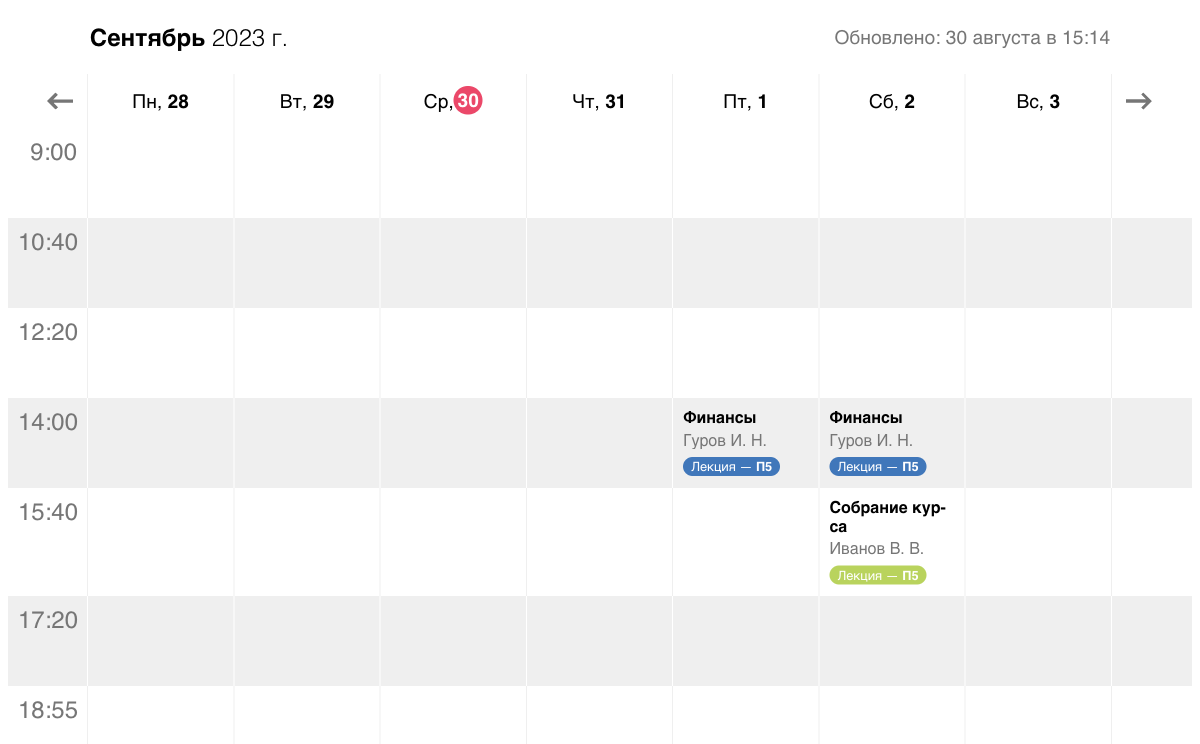 Сентябрь 2023 г.
Обновлено: 30 августа в 15:14
Пн, 28
Вт, 29
Ср, 30
Чт, 31
Пт, 1
Сб, 2
Вс, 3
9:00
10:40
12:20
14:00
Финансы
Гуров И. Н.
Лекция — П5
Финансы
Гуров И. Н.
Лекция — П5
15:40
Собрание кур-
са
Иванов В. В.
Лекция — П5
17:20
18:55